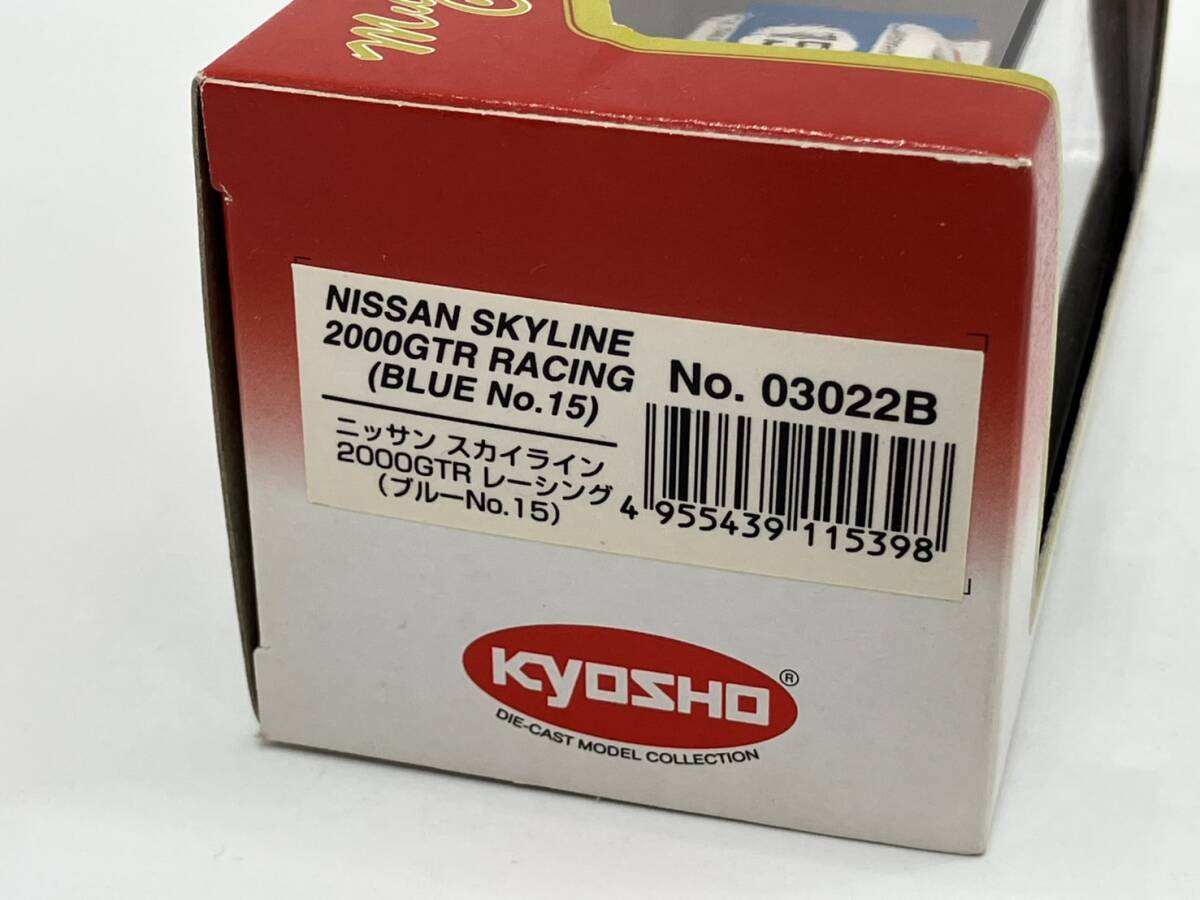 NISSAN SKYLINE
2000GTR RACING
(BLUE No.15)
ニッサン スカイライン
2000GTR レーシング
(ブルーNo.15)
No. 03022B
4 955439 115398
KYOSHO ®
DIE-CAST MODEL COLLECTION